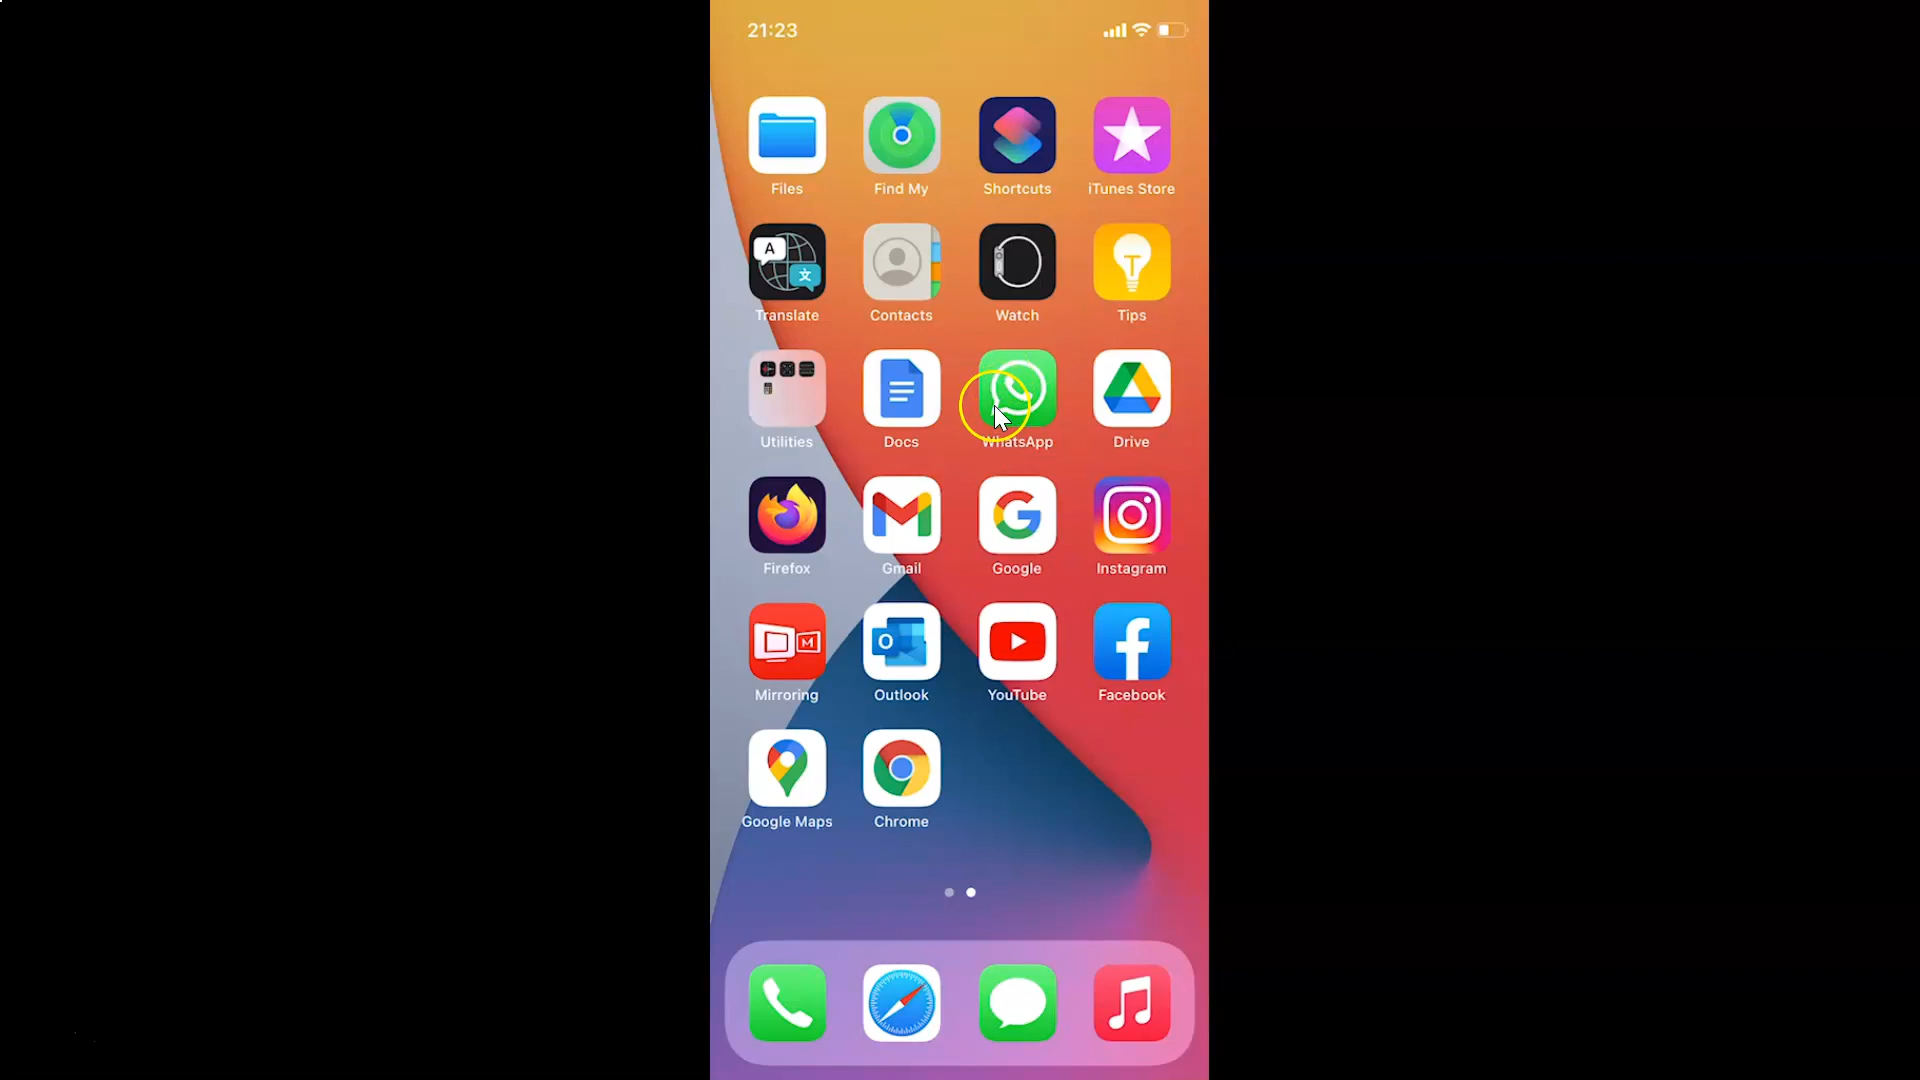 21:23
Files Find My Shortcuts iTunes Store
A 文 T
Translate Contacts Watch Tips
Utilities Docs WhatsApp Drive
Firefox Gmail Google Instagram
M O
Mirroring Outlook YouTube Facebook
Google Maps Chrome